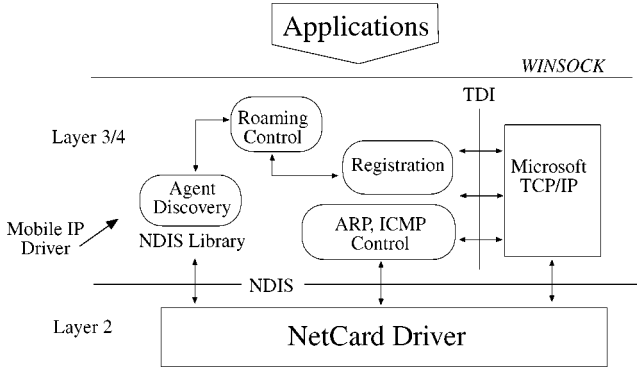 Applications
WINSOCK
TDI
Roaming
Control
Layer 3/4
Registration
Microsoft
TCP/IP
Agent
Discovery
Mobile IP
Driver
ARP, ICMP
Control
NDIS Library
NDIS
Layer 2
NetCard Driver